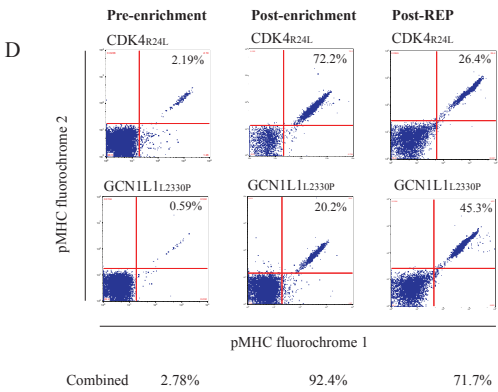 D
Pre-enrichment Post-enrichment Post-REP
CDK4R24L CDK4R24L CDK4R24L
2.19% 72.2% 26.4%
GCN1L1L2330P GCN1L1L2330P GCN1L1L2330P
0.59% 20.2% 45.3%
pMHC fluorochrome 2
pMHC fluorochrome 1
Combined 2.78% 92.4% 71.7%